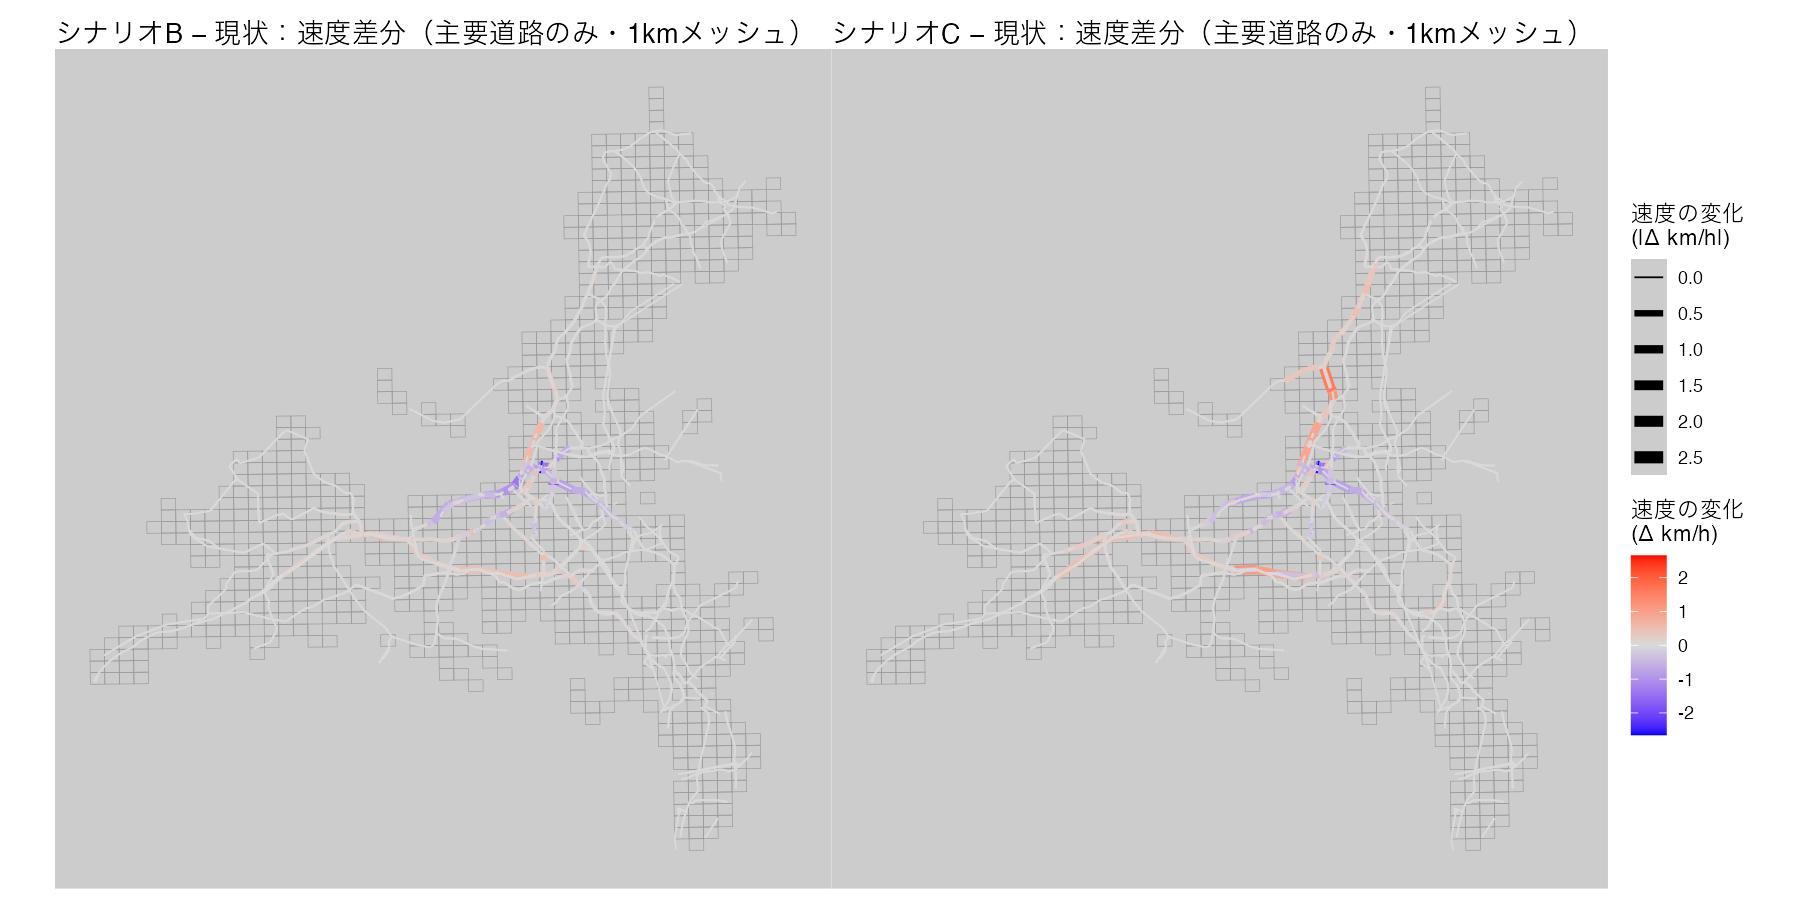 シナリオB – 現状：速度差分（主要道路のみ・1kmメッシュ）
シナリオC – 現状：速度差分（主要道路のみ・1kmメッシュ）
速度の変化
(|Δ km/h|)
0.0
0.5
1.0
1.5
2.0
2.5
速度の変化
(Δ km/h)
2
1
0
-1
-2